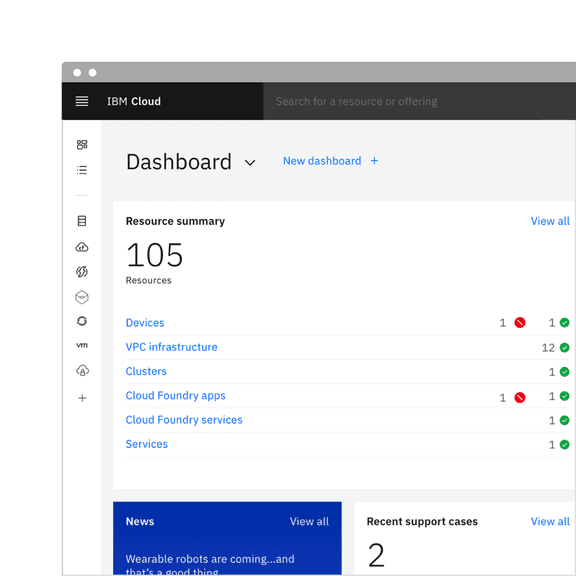 IBM Cloud
Search for a resource or offering
Dashboard
New dashboard +
Resource summary
View all
105
Resources
Devices 1 1
VPC infrastructure 12
Clusters 1
Cloud Foundry apps 1 1
Cloud Foundry services 1
Services 1
vm
News View all
Wearable robots are coming...and
that's a good thing
Recent support cases View all
2